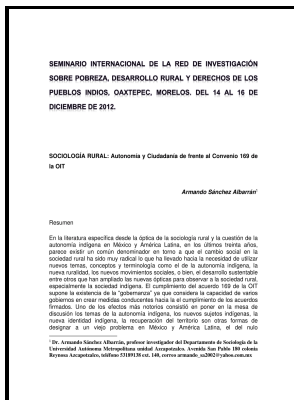 SEMINARIO INTERNACIONAL DE LA RED DE INVESTIGACIÓN
SOBRE POBREZA, DESARROLLO RURAL Y DERECHOS DE LOS
PUEBLOS INDIOS, OAXTEPEC, MORELOS. DEL 14 AL 16 DE
DICIEMBRE DE 2012.
SOCIOLOGÍA RURAL: Autonomía y Ciudadanía de frente al Convenio 169 de
la OIT
Armando Sánchez Albarrán¹
Resumen
En la literatura específica desde la óptica de la sociología rural y la cuestión de la
autonomía indígena en México y América Latina, en los últimos treinta años,
parece existir un común denominador en torno a que el cambio social en la
sociedad rural ha sido muy radical lo que ha llevado hacia la necesidad de utilizar
nuevos temas, conceptos y terminología como el de la autonomía indígena, la
nueva ruralidad, los nuevos movimientos sociales, o bien, el desarrollo sustentable
entre otros que han ampliado las nuevas ópticas para observar a la sociedad rural,
especialmente la sociedad indígena. El cumplimiento del acuerdo 169 de la OIT
supone la existencia de la "gobernanza" ya que considera la capacidad de varios
gobiernos en crear medidas conducentes hacia el cumplimiento de los acuerdos
firmados. Uno de los efectos más notorios consistió en poner en la mesa de
discusión los temas de la autonomía indígena, los nuevos sujetos indígenas, la
nueva identidad indígena, la recuperación del territorio son otras formas de
designar a un viejo problema en México y América Latina, el del nulo
¹ Dr. Armando Sánchez Albarrán, profesor investigador del Departamento de Sociología de la
Universidad Autónoma Metropolitana unidad Azcapotzalco. Avenida San Pablo 180 colonia
Reynosa Azcapotzalco, teléfono 53189138 ext. 140, correo armando_sa2002@yahoo.com.mx